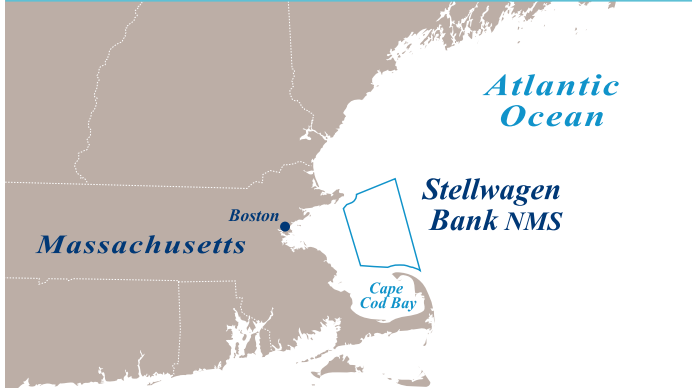 Atlantic
Ocean
Stellwagen
Bank NMS
Boston
Massachusetts
Cape
Cod Bay